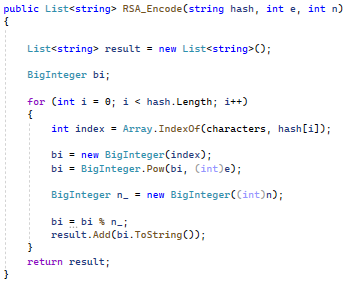 public List<string> RSA_Encode(string hash, int e, int n)
{
List<string> result = new List<string>();
BigInteger bi;
for (int i = 0; i < hash.Length; i++)
{
int index = Array.IndexOf(characters, hash[i]);
bi = new BigInteger(index);
bi = BigInteger.Pow(bi, (int)e);
BigInteger n_ = new BigInteger((int)n);
bi = bi % n_;
result.Add(bi.ToString());
}
return result;
}